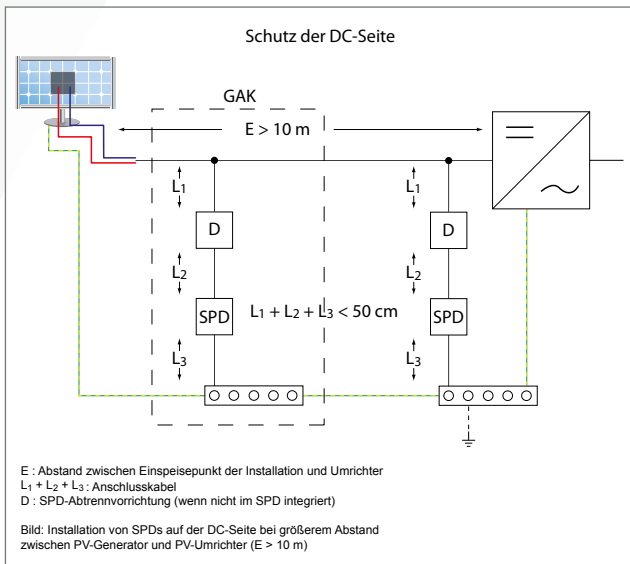 Schutz der DC-Seite
GAK
E > 10 m
L₁
L₁
D
D
L₂
L₂
SPD
L₁ + L₂ + L₃ < 50 cm
SPD
L₃
L₃
E : Abstand zwischen Einspeisepunkt der Installation und Umrichter
L₁ + L₂ + L₃ : Anschlusskabel
D : SPD-Abtrennvorrichtung (wenn nicht im SPD integriert)
Bild: Installation von SPDs auf der DC-Seite bei größerem Abstand
zwischen PV-Generator und PV-Umrichter (E > 10 m)